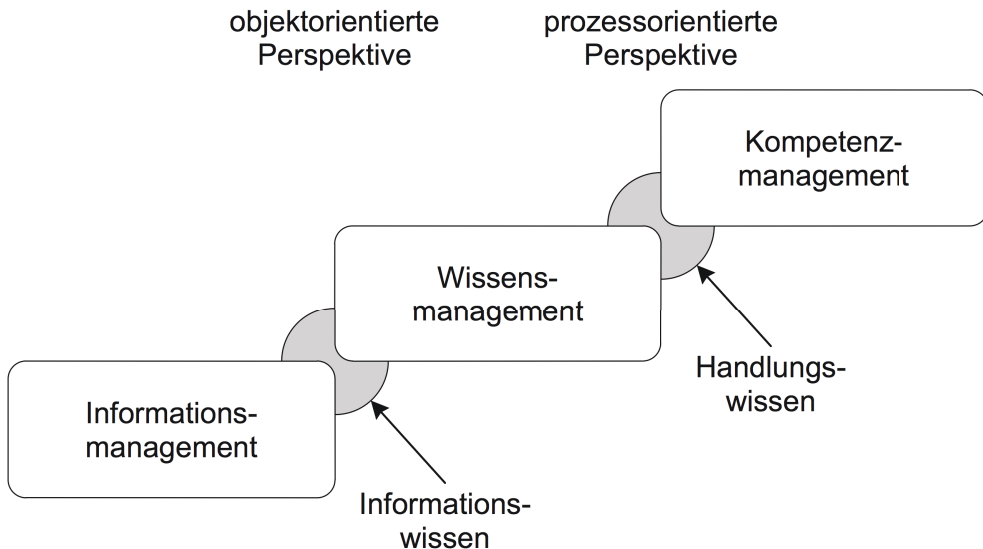 objektorientierte
Perspektive
prozessorientierte
Perspektive
Kompetenz-
management
Wissens-
management
Handlungs-
wissen
Informations-
management
Informations-
wissen